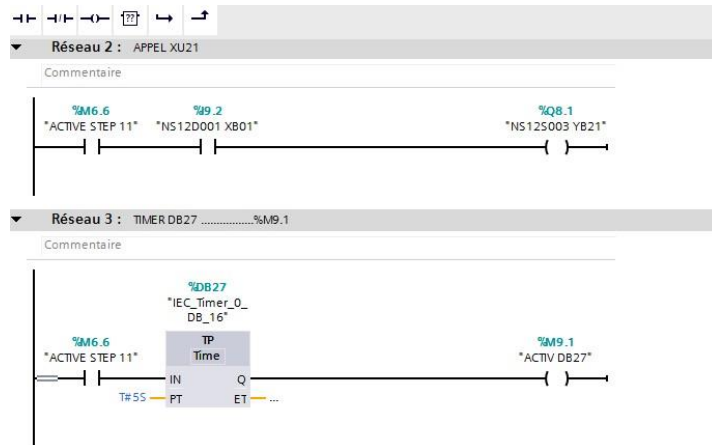 ??
Réseau 2 : APPEL XU21
Commentaire
%M6.6 %I9.2 %Q8.1
"ACTIVE STEP 11" "NS12D001 XB01" "NS12S003 YB21"
Réseau 3 : TIMER DB27 .................%M9.1
Commentaire
%DB27
"IEC_Timer_0_
DB_16"
%M6.6 TP %M9.1
"ACTIVE STEP 11" Time "ACTIV DB27"
IN Q
T#5S PT ET ...